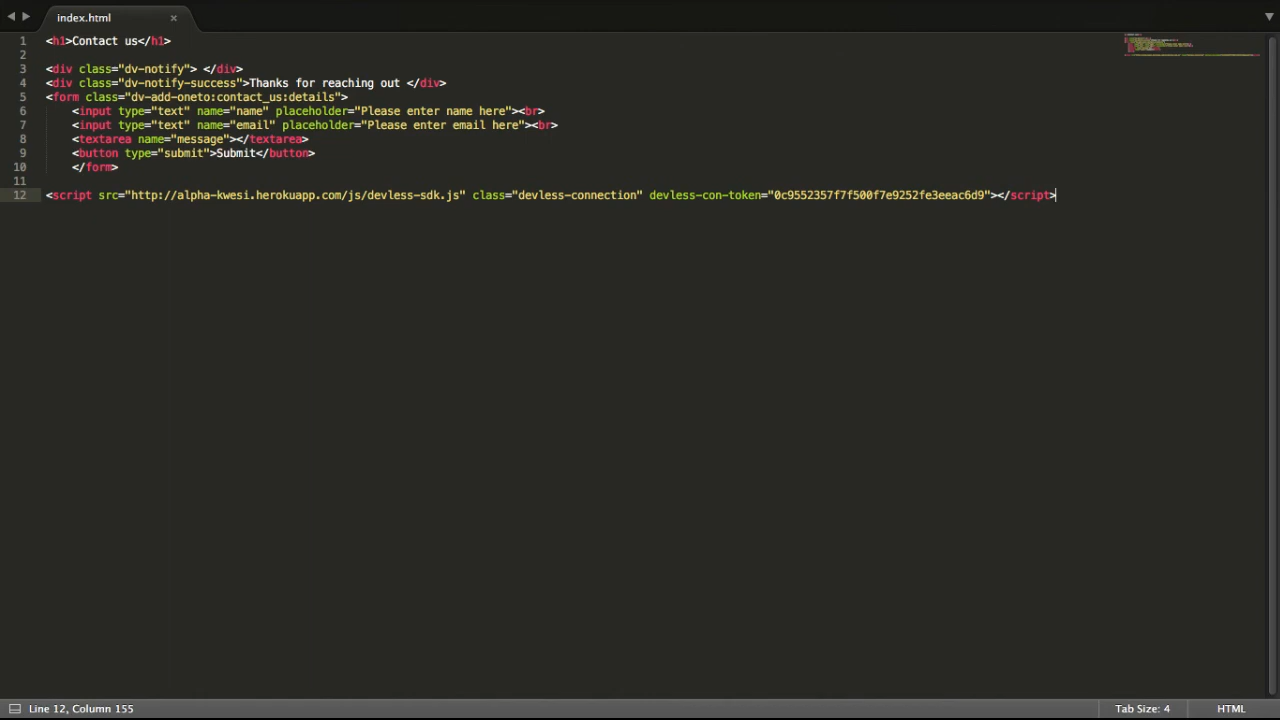 index.html ×
1 <h1>Contact us</h1>
2
3 <div class="dv-notify"> </div>
4 <div class="dv-notify-success">Thanks for reaching out </div>
5 <form class="dv-add-oneto:contact_us:details">
6 <input type="text" name="name" placeholder="Please enter name here"><br>
7 <input type="text" name="email" placeholder="Please enter email here"><br>
8 <textarea name="message"></textarea>
9 <button type="submit">Submit</button>
10 </form>
11
12 <script src="http://alpha-kwesi.herokuapp.com/js/devless-sdk.js" class="devless-connection" devless-con-token="0c9552357f7f500f7e9252fe3eeac6d9"></script>
Line 12, Column 155 Tab Size: 4 HTML